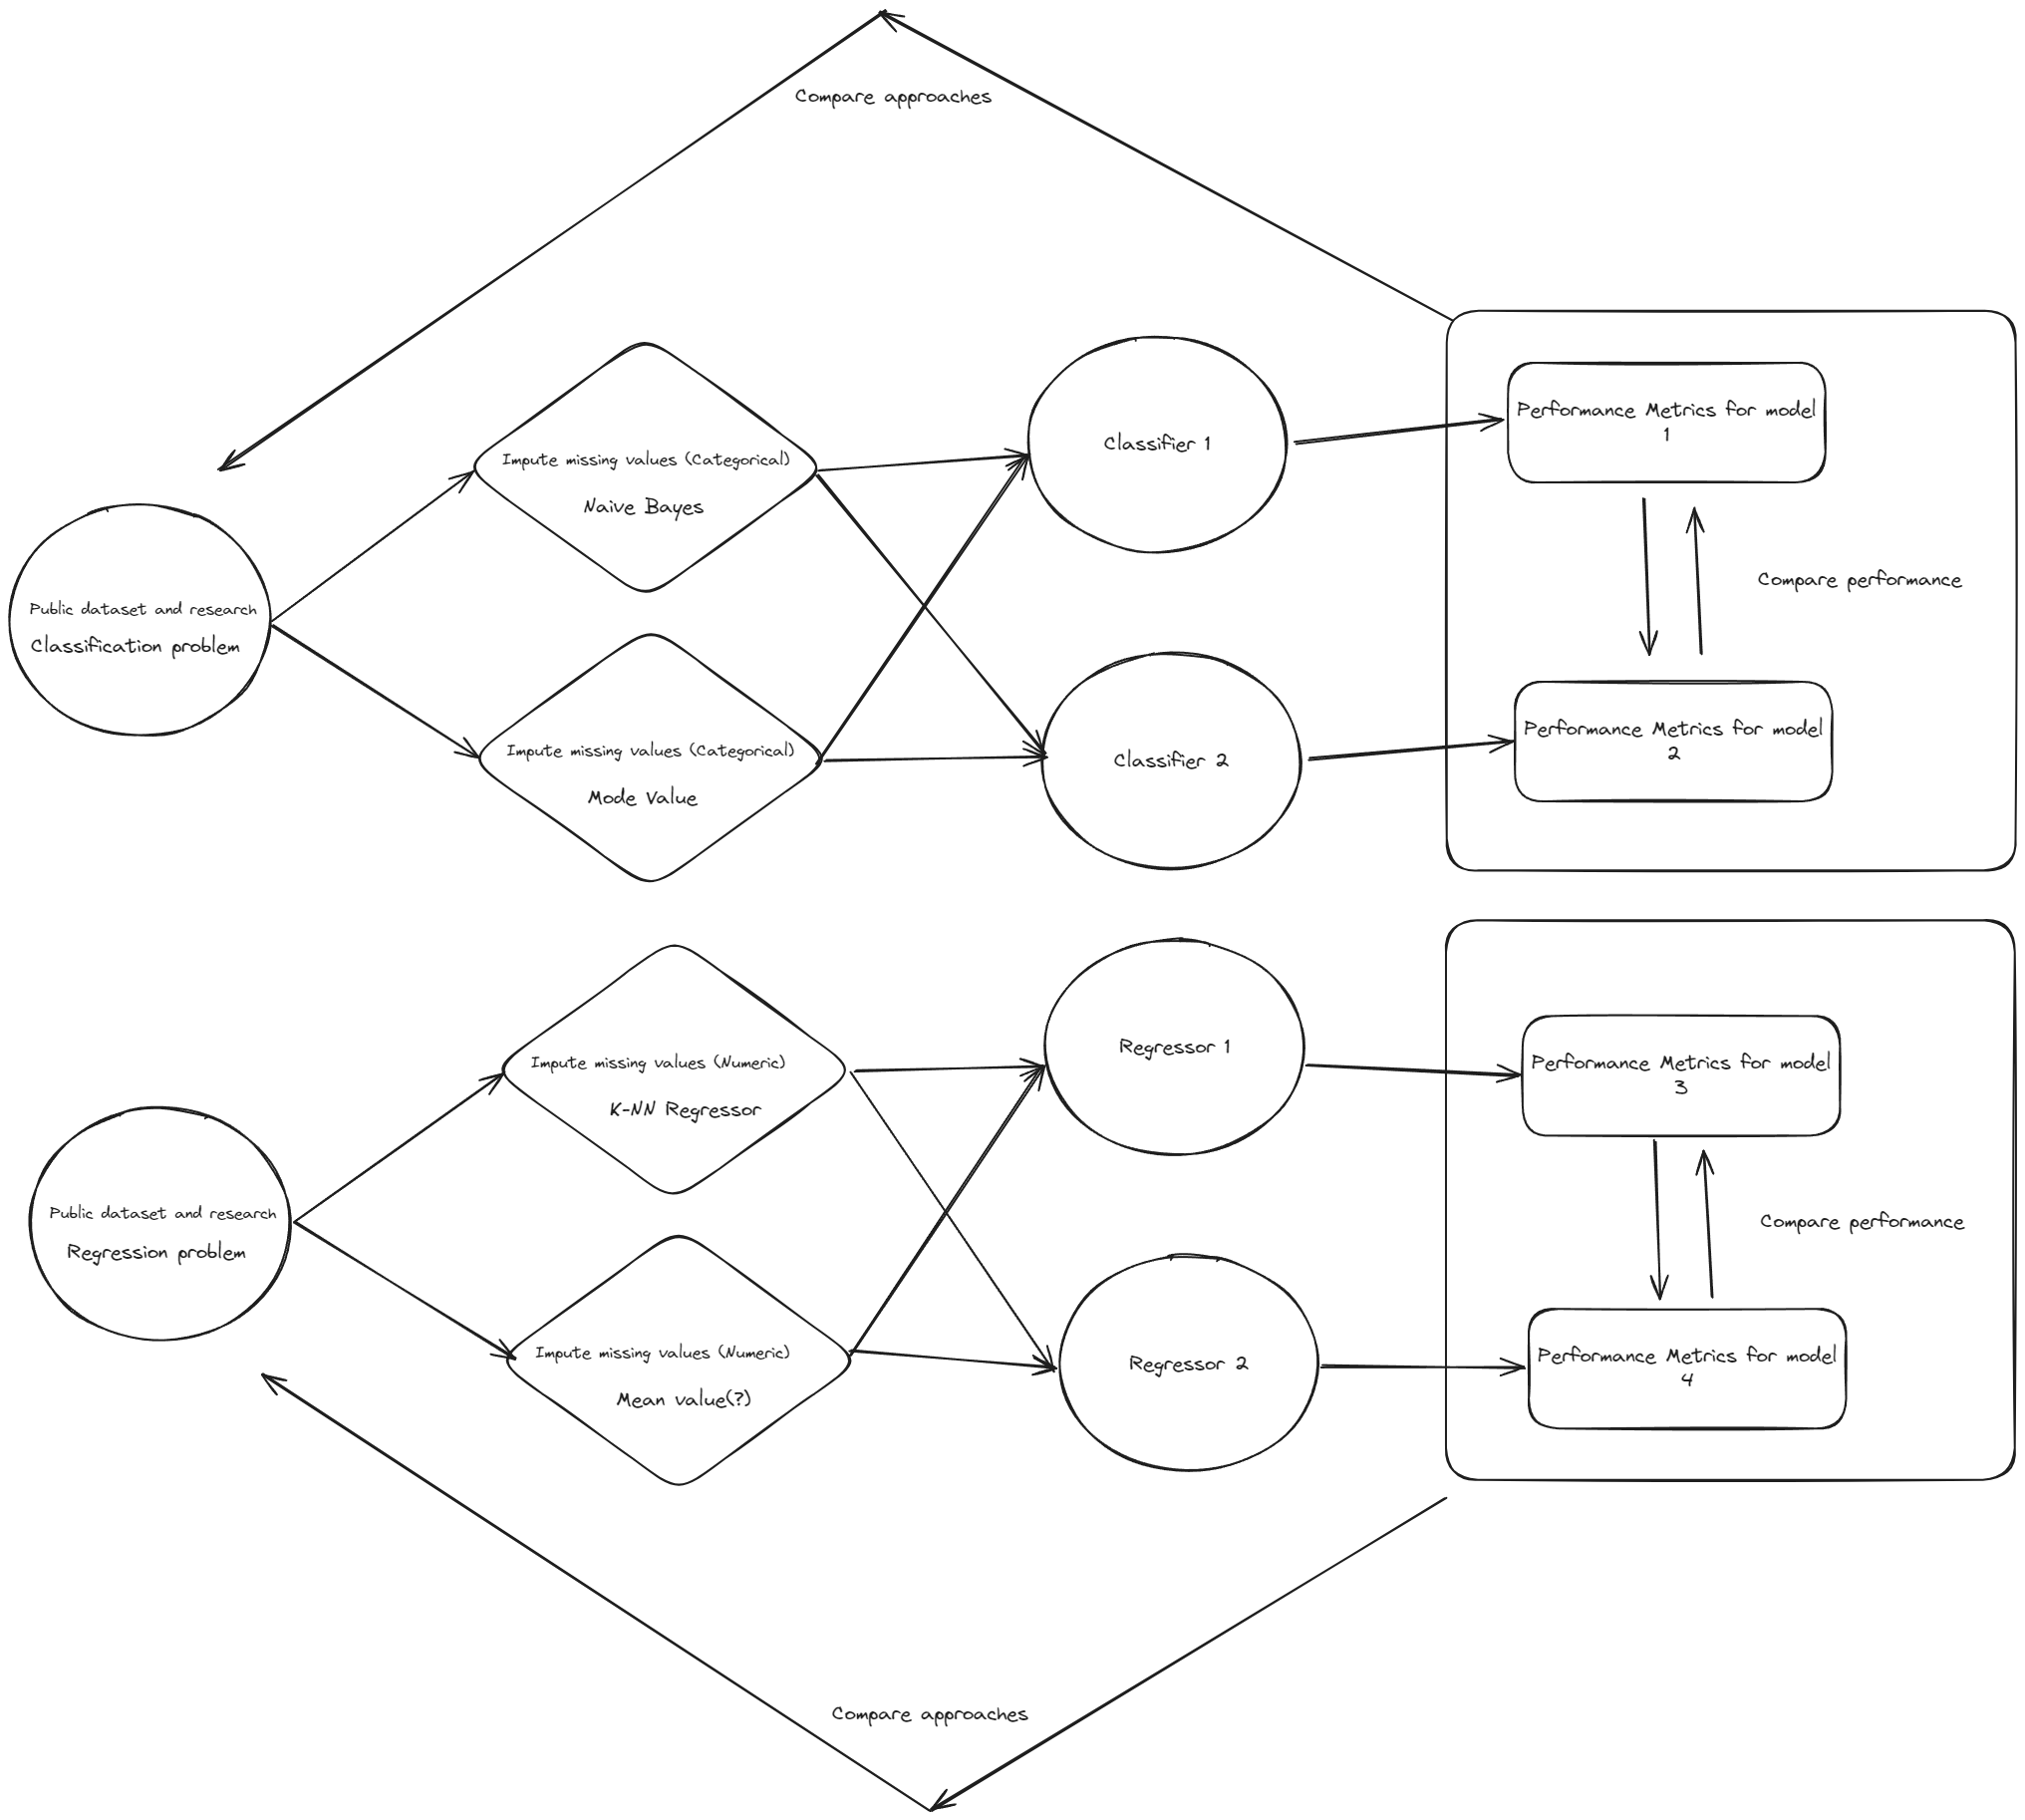 Compare approaches
Public dataset and research
Classification problem
Impute missing values (Categorical)
Naive Bayes
Impute missing values (Categorical)
Mode Value
Classifier 1
Classifier 2
Performance Metrics for model
1
Compare performance
Performance Metrics for model
2
Public dataset and research
Regression problem
Impute missing values (Numeric)
K-NN Regressor
Impute missing values (Numeric)
Mean value(?)
Regressor 1
Regressor 2
Performance Metrics for model
3
Compare performance
Performance Metrics for model
4
Compare approaches